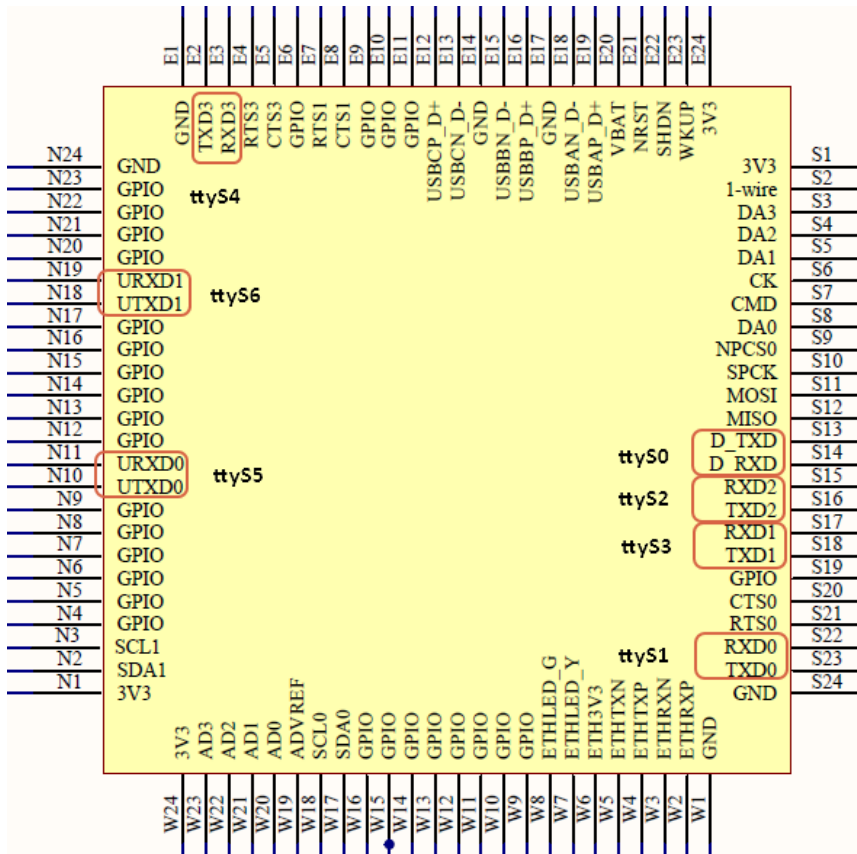 E1 E2 E3 E4 E5 E6 E7 E8 E9 E10 E11 E12 E13 E14 E15 E16 E17 E18 E19 E20 E21 E22 E23 E24
GND TXD3 RXD3 RTS3 CTS3 GPIO RTS1 CTS1 GPIO GPIO GPIO USBCP_D+ USBCN_D- GND USBBN_D- USBBP_D+ GND USBAN_D- USBAP_D+ VBAT NRST SHDN WKUP 3V3
N24 GND 3V3 S1
N23 GPIO ttyS4 1-wire S2
N22 GPIO DA3 S3
N21 GPIO DA2 S4
N20 GPIO DA1 S5
N19 URXD1 ttyS6 CK S6
N18 UTXD1 CMD S7
N17 GPIO DA0 S8
N16 GPIO NPCS0 S9
N15 GPIO SPCK S10
N14 GPIO MOSI S11
N13 GPIO MISO S12
N12 GPIO D_TXD S13
N11 URXD0 ttyS5 ttyS0 D_RXD S14
N10 UTXD0 RXD2 S15
N9 GPIO ttyS2 TXD2 S16
N8 GPIO RXD1 S17
N7 GPIO ttyS3 TXD1 S18
N6 GPIO GPIO S19
N5 GPIO CTS0 S20
N4 GPIO RTS0 S21
N3 SCL1 ttyS1 RXD0 S22
N2 SDA1 TXD0 S23
N1 3V3 GND S24
3V3 AD3 AD2 AD1 AD0 ADVREF SCL0 SDA0 GPIO GPIO GPIO GPIO GPIO GPIO GPIO GPIO ETHLED_G ETHLED_Y ETH3V3 ETHTXN ETHTXP ETHRXN ETHRXP GND
W24 W23 W22 W21 W20 W19 W18 W17 W16 W15 W14 W13 W12 W11 W10 W9 W8 W7 W6 W5 W4 W3 W2 W1